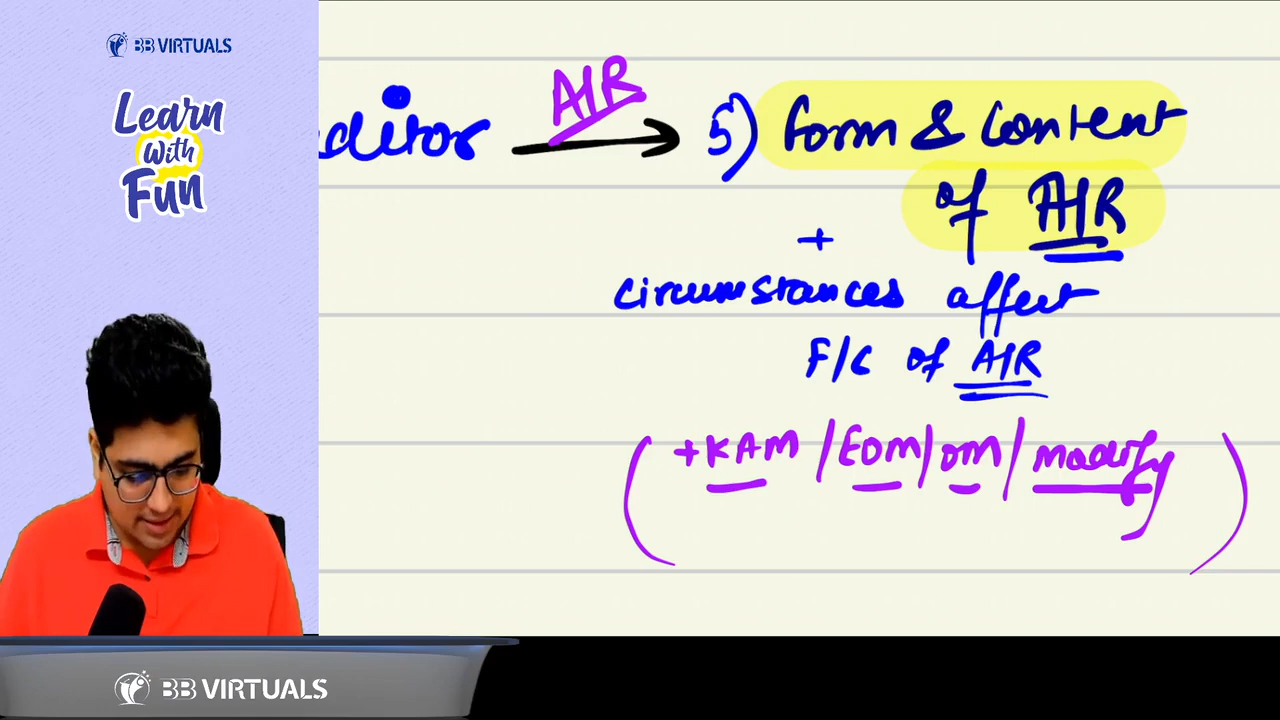 BB VIRTUALS
Learn
With
Fun
editor AIR 5) Form & Content
of AIR
+
circumstances affect
F/C of AIR
(+KAM / EOM / OM / modify)
BB VIRTUALS